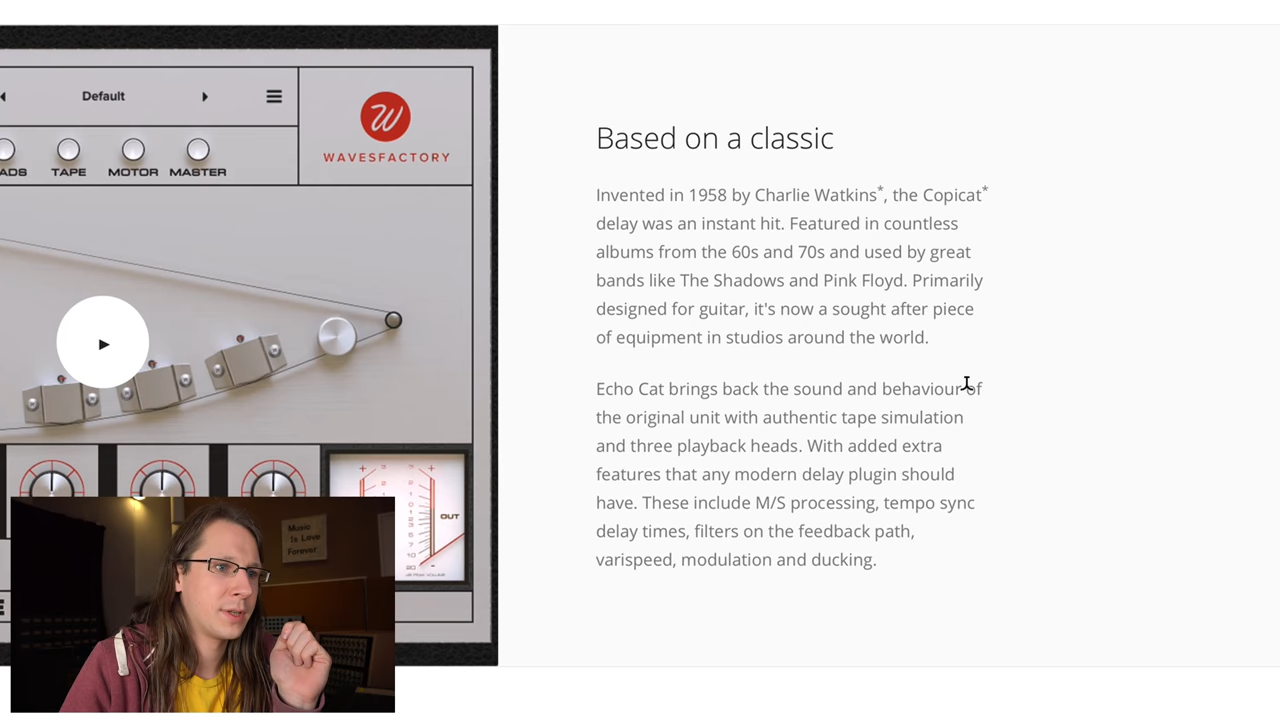 Default
ADS
TAPE
MOTOR
MASTER
WAVESFACTORY
Based on a classic
Invented in 1958 by Charlie Watkins*, the Copicat*
delay was an instant hit. Featured in countless
albums from the 60s and 70s and used by great
bands like The Shadows and Pink Floyd. Primarily
designed for guitar, it's now a sought after piece
of equipment in studios around the world.
Echo Cat brings back the sound and behaviour of
the original unit with authentic tape simulation
and three playback heads. With added extra
features that any modern delay plugin should
have. These include M/S processing, tempo sync
delay times, filters on the feedback path,
varispeed, modulation and ducking.
OUT
Music
Is Love
Forever